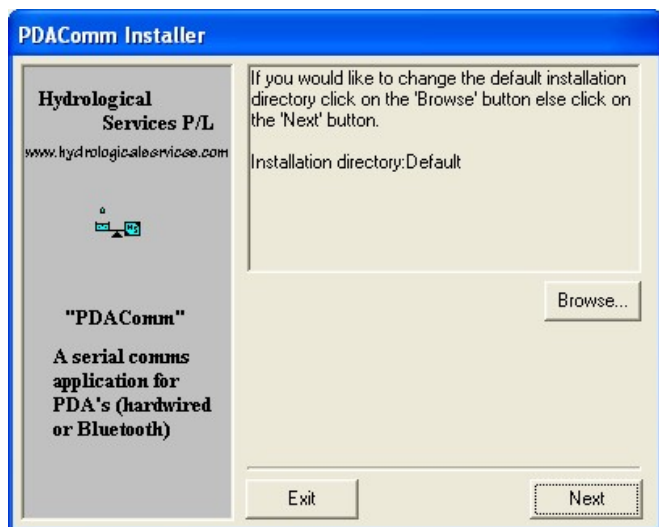 PDAComm Installer
Hydrological
Services P/L
www.hydrologicalservices.com
"PDAComm"
A serial comms
application for
PDA's (hardwired
or Bluetooth)
If you would like to change the default installation
directory click on the 'Browse' button else click on
the 'Next' button.
Installation directory:Default
Browse...
Exit
Next